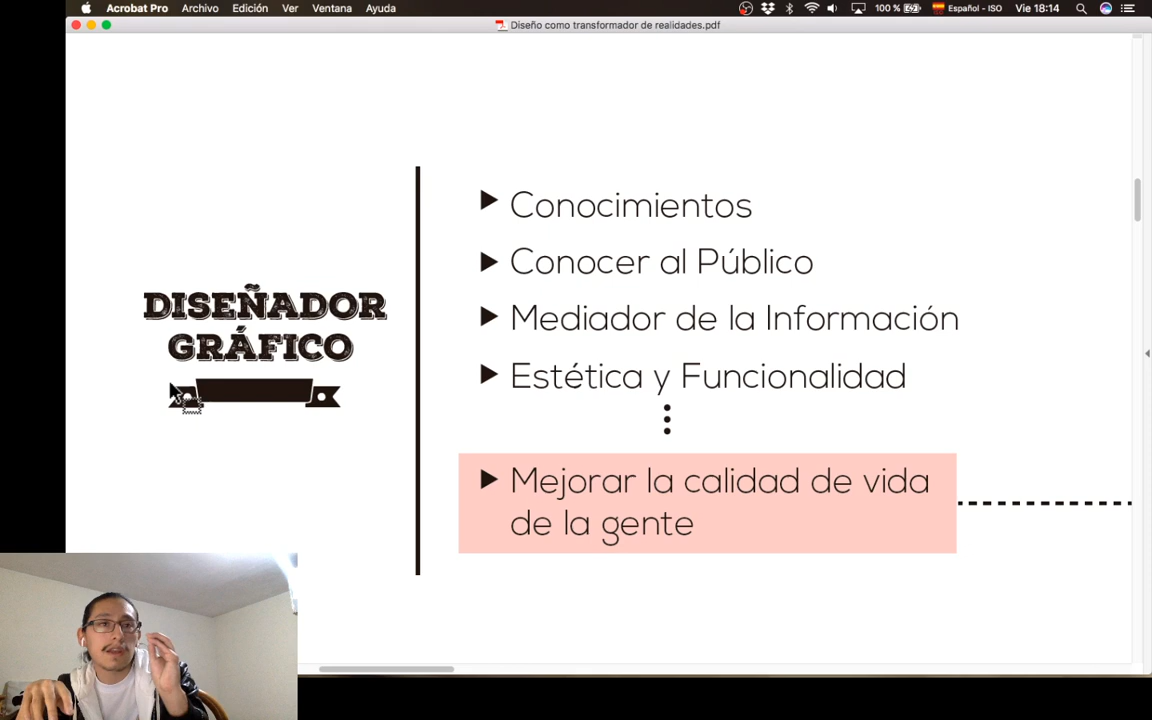 Acrobat Pro Archivo Edición Ver Ventana Ayuda 100 % Español - ISO Vie 18:14
Diseño como transformador de realidades.pdf
DISEÑADOR
GRÁFICO
Conocimientos
Conocer al Público
Mediador de la Información
Estética y Funcionalidad
Mejorar la calidad de vida
de la gente